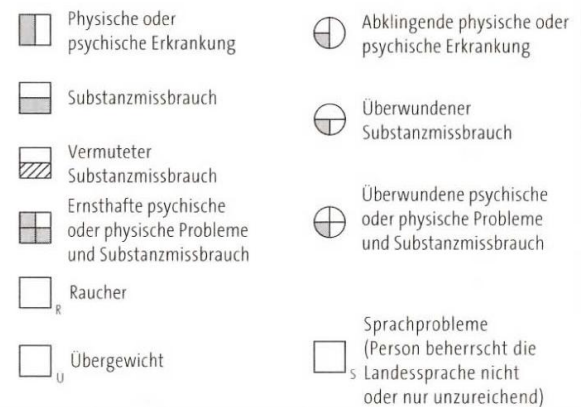 Physische oder
psychische Erkrankung
Substanzmissbrauch
Vermuteter
Substanzmissbrauch
Ernsthafte psychische
oder physische Probleme
und Substanzmissbrauch
R Raucher
U Übergewicht
Abklingende physische oder
psychische Erkrankung
Überwundener
Substanzmissbrauch
Überwundene psychische
oder physische Probleme
und Substanzmissbrauch
Sprachprobleme
(Person beherrscht die
S Landessprache nicht
oder nur unzureichend)